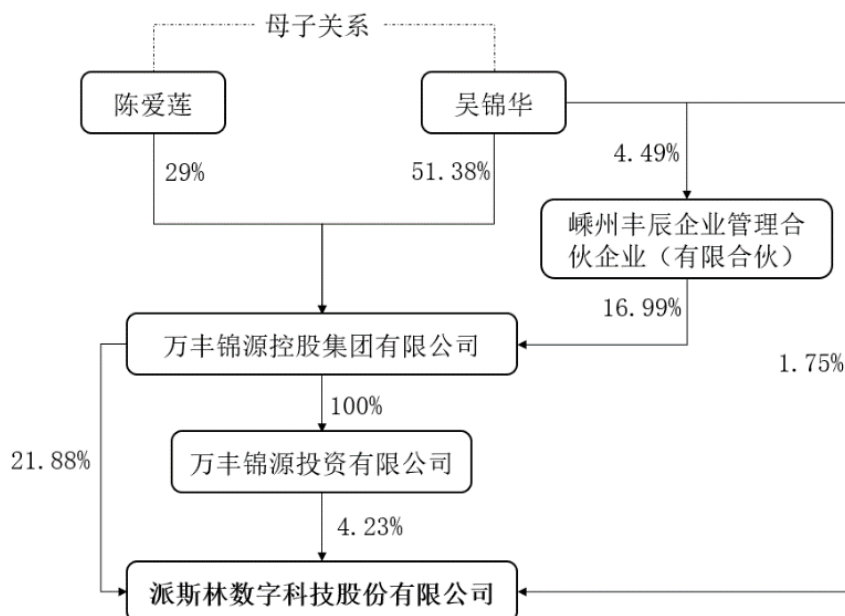 母子关系
陈爱莲
吴锦华
29%
51.38%
4.49%
嵊州丰辰企业管理合
伙企业（有限合伙）
16.99%
万丰锦源控股集团有限公司
1.75%
100%
21.88%
万丰锦源投资有限公司
4.23%
派斯林数字科技股份有限公司